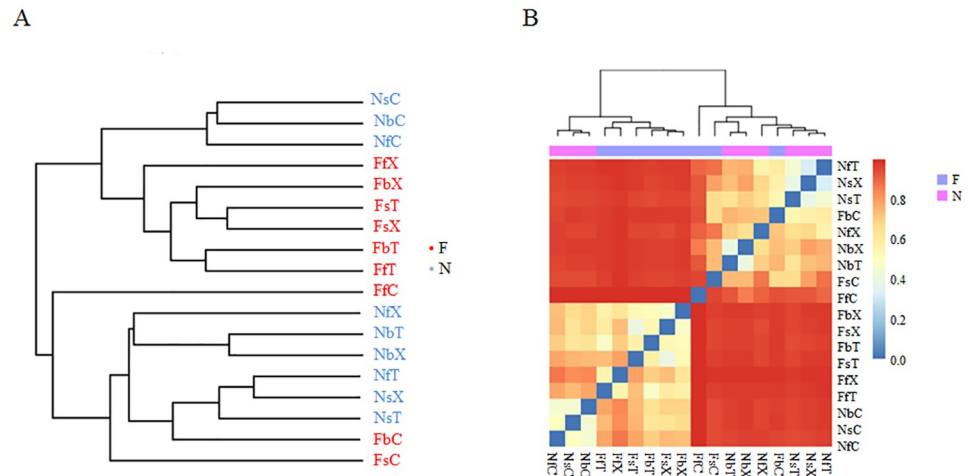 A
B
NsC
NbC
NfC
FfX
FbX
FsT
FsX
FbT
FfT
FfC
NfX
NbT
NbX
NfT
NsX
NsT
FbC
FsC
F
N
NfT
NsX
NsT
FbC
NfX
NbX
NbT
FsC
FfC
FbX
FsX
FbT
FsT
FfX
FfT
NbC
NsC
NfC
0.8
0.6
0.4
0.2
0.0
F
N
NfC
NsC
NbC
FfT
FfX
FsT
FbT
FsX
FbX
FfC
FsC
NbT
NbX
NfX
FbC
NsT
NsX
NfT